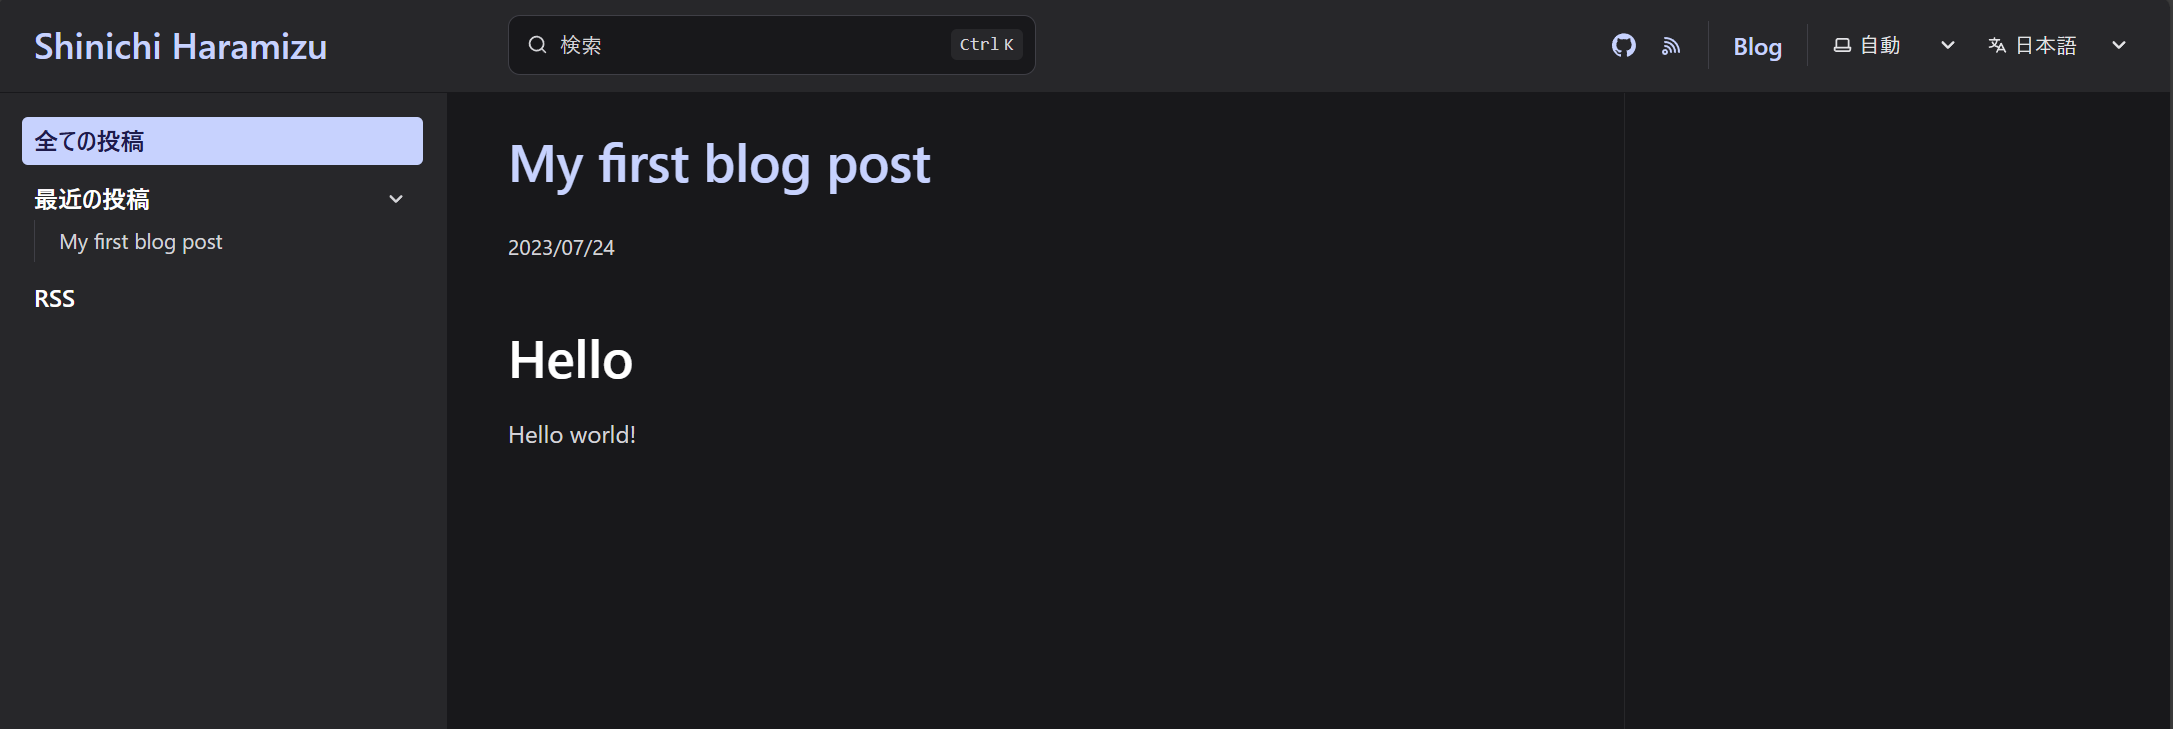 Shinichi Haramizu
検索
Ctrl K
Blog
自動
日本語
全ての投稿
最近の投稿
My first blog post
RSS
My first blog post
2023/07/24
Hello
Hello world!